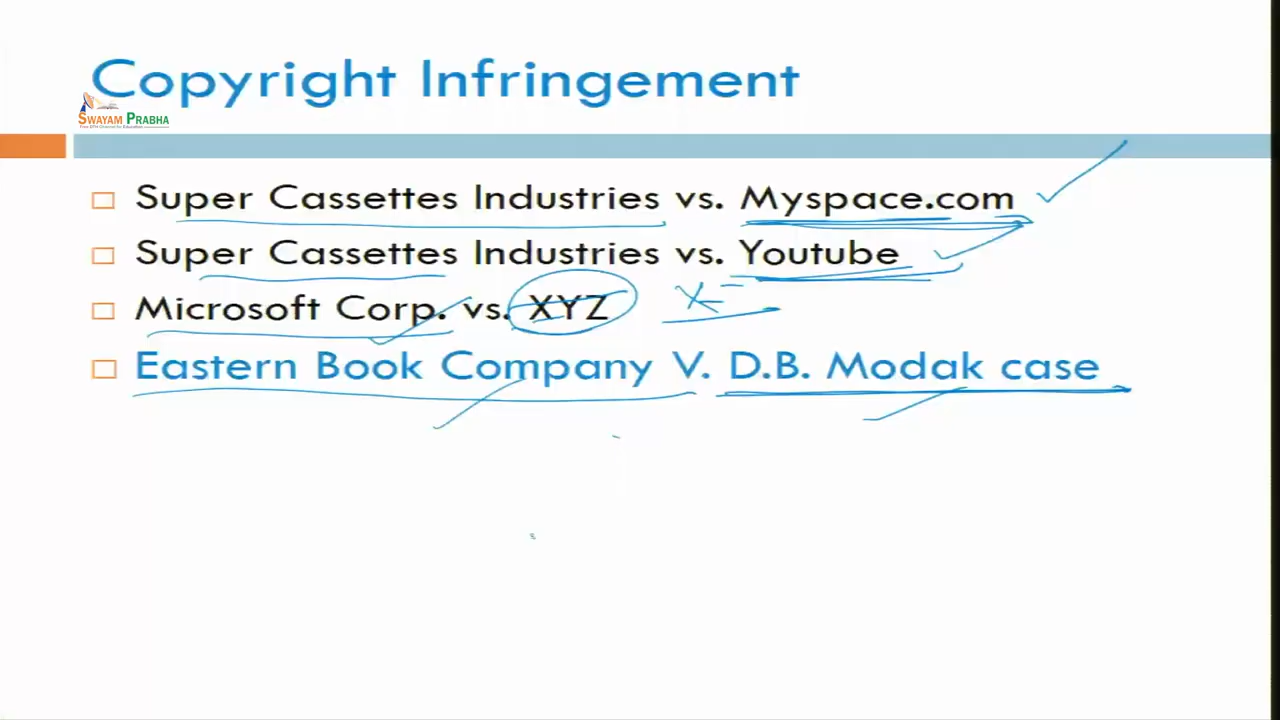 Copyright Infringement
SWAYAM PRABHA
Super Cassettes Industries vs. Myspace.com
Super Cassettes Industries vs. Youtube
Microsoft Corp. vs. XYZ X
Eastern Book Company V. D.B. Modak case